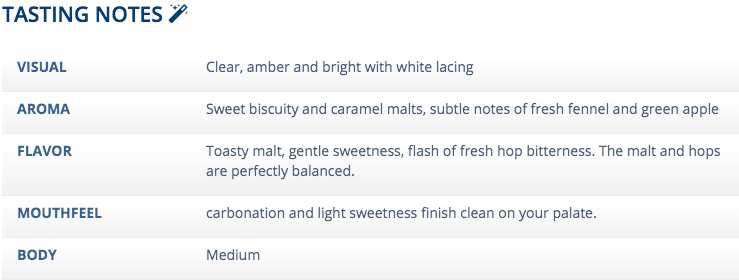 TASTING NOTES
VISUAL Clear, amber and bright with white lacing
AROMA Sweet biscuity and caramel malts, subtle notes of fresh fennel and green apple
FLAVOR Toasty malt, gentle sweetness, flash of fresh hop bitterness. The malt and hops
are perfectly balanced.
MOUTHFEEL carbonation and light sweetness finish clean on your palate.
BODY Medium